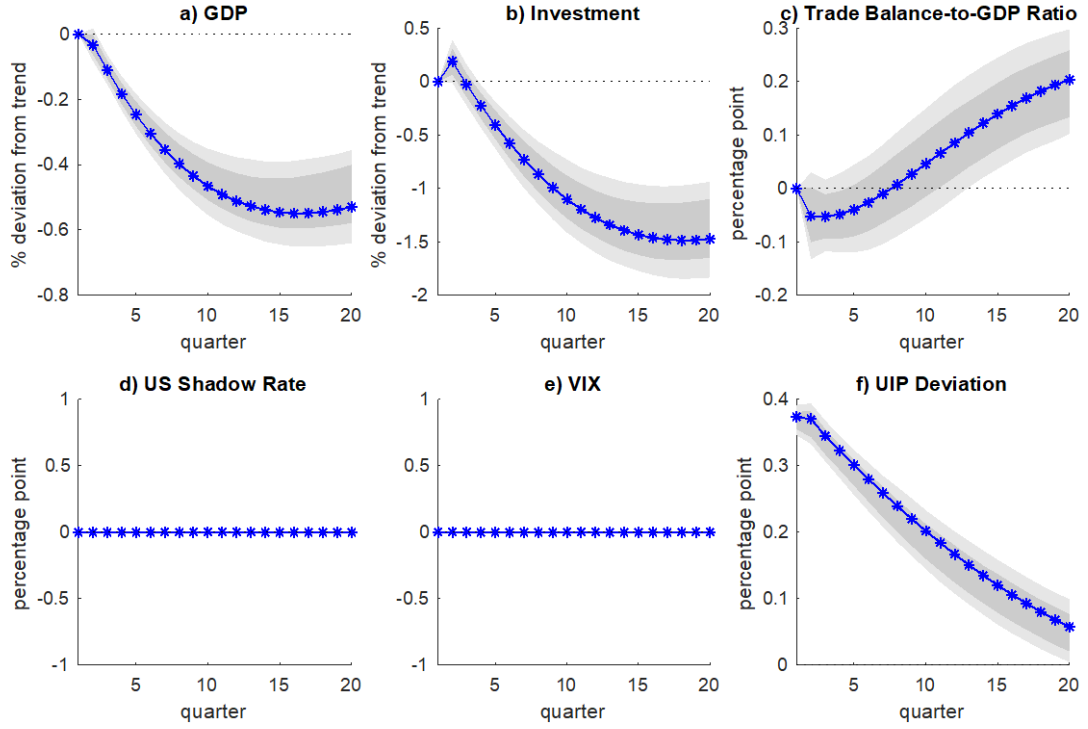 a) GDP
0
-0.2
-0.4
-0.6
-0.8
% deviation from trend
5 10 15 20
quarter
b) Investment
0.5
0
-0.5
-1
-1.5
-2
% deviation from trend
5 10 15 20
quarter
c) Trade Balance-to-GDP Ratio
0.3
0.2
0.1
0
-0.1
0.2
percentage point
5 10 15 20
quarter
d) US Shadow Rate
1
0.5
0
-0.5
-1
percentage point
5 10 15 20
quarter
e) VIX
1
0.5
0
-0.5
-1
5 10 15 20
quarter
f) UIP Deviation
0.4
0.3
0.2
0.1
0
percentage point
5 10 15 20
quarter